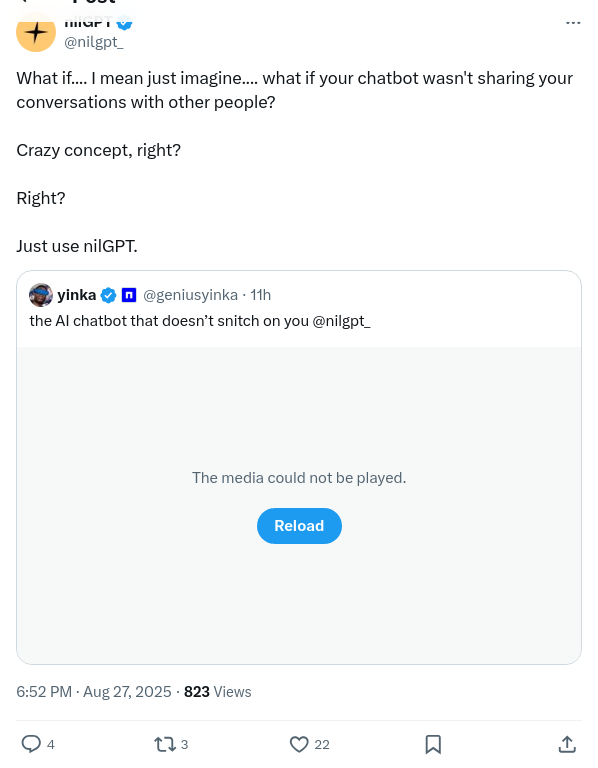 Post
nilGPT
@nilgpt_
What if.... I mean just imagine.... what if your chatbot wasn't sharing your
conversations with other people?
Crazy concept, right?
Right?
Just use nilGPT.
yinka @geniusyinka · 11h
the AI chatbot that doesn’t snitch on you @nilgpt_
The media could not be played.
Reload
6:52 PM · Aug 27, 2025 · 823 Views
4
3
22